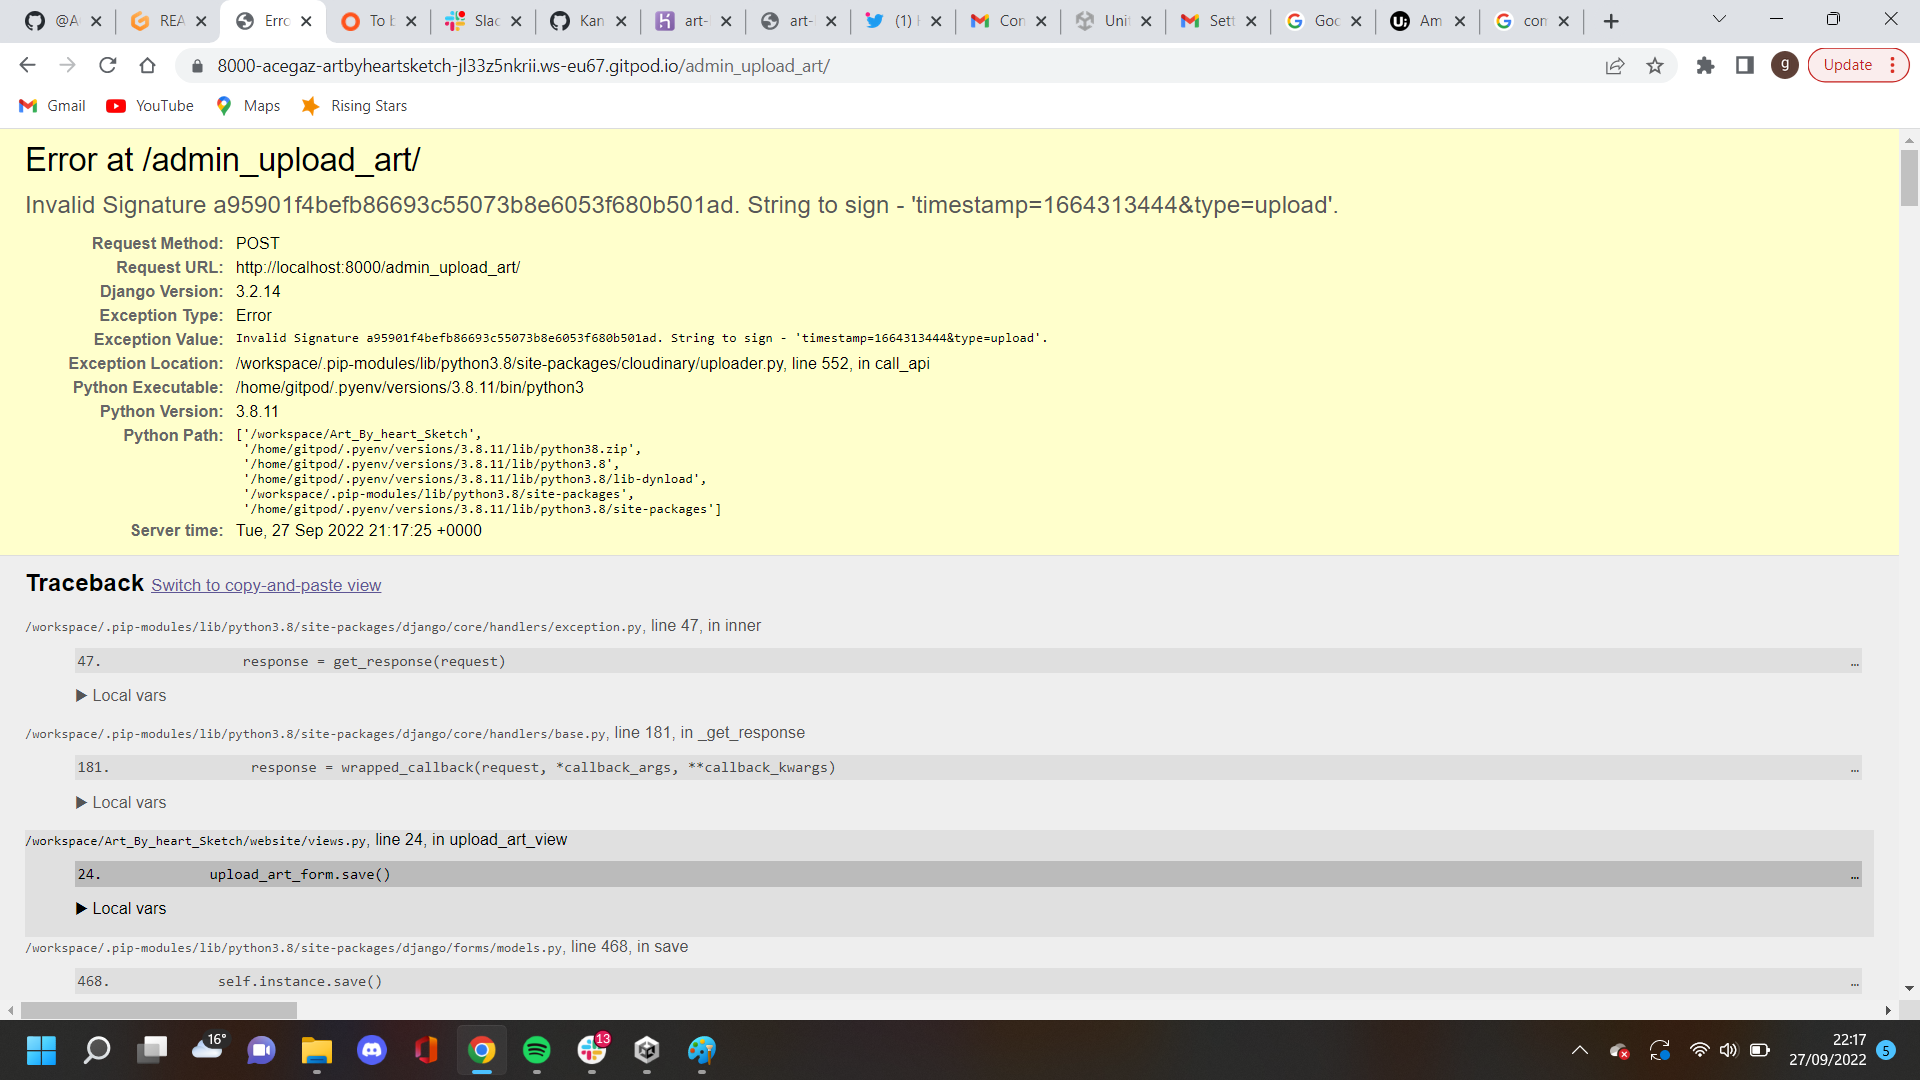 @A
REA
Erro
To b
Slac
Kan
art-
art-
(1)
Con
Unit
Sett
Goo
Am
com
8000-acegaz-artbyheartsketch-jl33z5nkrii.ws-eu67.gitpod.io/admin_upload_art/
g
Update
Gmail
YouTube
Maps
Rising Stars
Error at /admin_upload_art/
Invalid Signature a95901f4befb86693c55073b8e6053f680b501ad. String to sign - 'timestamp=1664313444&type=upload'.
Request Method: POST
Request URL: http://localhost:8000/admin_upload_art/
Django Version: 3.2.14
Exception Type: Error
Exception Value: Invalid Signature a95901f4befb86693c55073b8e6053f680b501ad. String to sign - 'timestamp=1664313444&type=upload'.
Exception Location: /workspace/.pip-modules/lib/python3.8/site-packages/cloudinary/uploader.py, line 552, in call_api
Python Executable: /home/gitpod/.pyenv/versions/3.8.11/bin/python3
Python Version: 3.8.11
Python Path: ['/workspace/Art_By_heart_Sketch',
'/home/gitpod/.pyenv/versions/3.8.11/lib/python38.zip',
'/home/gitpod/.pyenv/versions/3.8.11/lib/python3.8',
'/home/gitpod/.pyenv/versions/3.8.11/lib/python3.8/lib-dynload',
'/workspace/.pip-modules/lib/python3.8/site-packages',
'/home/gitpod/.pyenv/versions/3.8.11/lib/python3.8/site-packages']
Server time: Tue, 27 Sep 2022 21:17:25 +0000
Traceback Switch to copy-and-paste view
/workspace/.pip-modules/lib/python3.8/site-packages/django/core/handlers/exception.py, line 47, in inner
47. response = get_response(request) …
▶ Local vars
/workspace/.pip-modules/lib/python3.8/site-packages/django/core/handlers/base.py, line 181, in _get_response
181. response = wrapped_callback(request, *callback_args, **callback_kwargs) …
▶ Local vars
/workspace/Art_By_heart_Sketch/website/views.py, line 24, in upload_art_view
24. upload_art_form.save() …
▶ Local vars
/workspace/.pip-modules/lib/python3.8/site-packages/django/forms/models.py, line 468, in save
468. self.instance.save() …
16°
13
22:17
27/09/2022
5